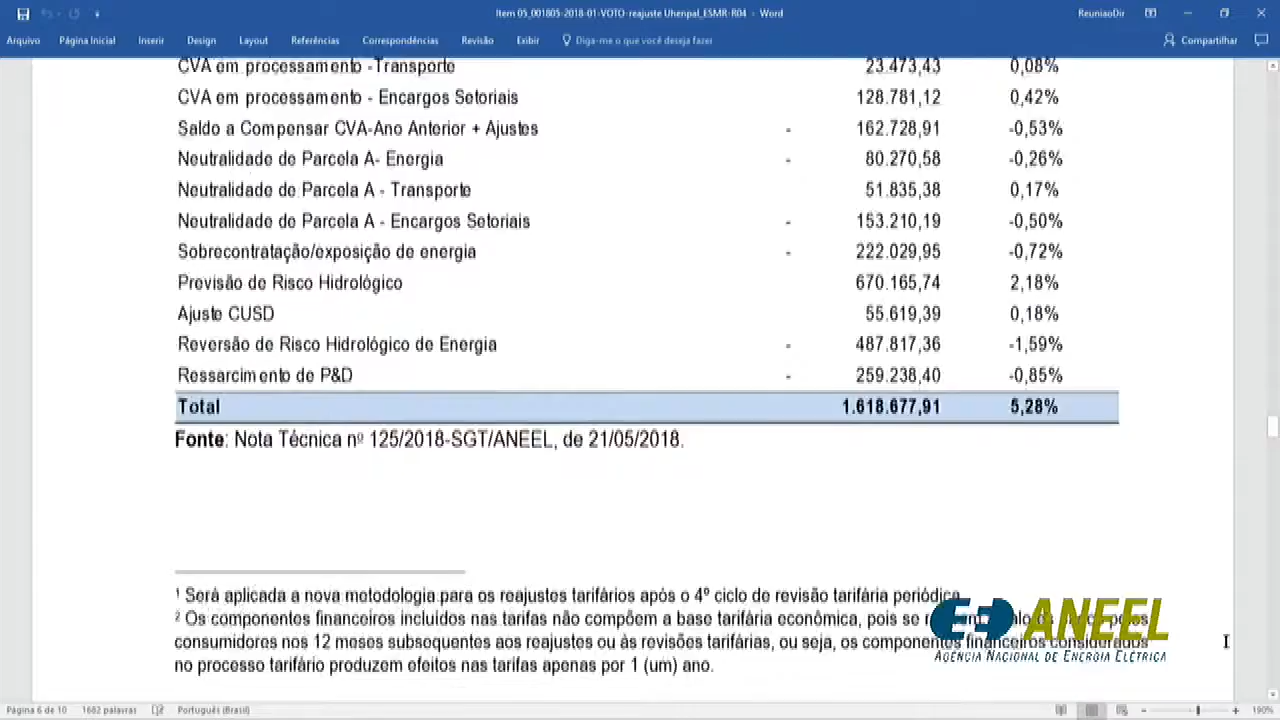 Item 05_001805-2018-01-VOTO-reajuste Uhenpal_ESMR-R04 - Word
ReuniaoDir
Arquivo Página Inicial Inserir Design Layout Referências Correspondências Revisão Exibir Diga-me o que você deseja fazer Compartilhar
CVA em processamento -Transporte 23.473,43 0,08%
CVA em processamento - Encargos Setoriais 128.781,12 0,42%
Saldo a Compensar CVA-Ano Anterior + Ajustes - 162.728,91 -0,53%
Neutralidade de Parcela A- Energia - 80.270,58 -0,26%
Neutralidade de Parcela A - Transporte 51.835,38 0,17%
Neutralidade de Parcela A - Encargos Setoriais - 153.210,19 -0,50%
Sobrecontratação/exposição de energia - 222.029,95 -0,72%
Previsão de Risco Hidrológico 670.165,74 2,18%
Ajuste CUSD 55.619,39 0,18%
Reversão de Risco Hidrológico de Energia - 487.817,36 -1,59%
Ressarcimento de P&D - 259.238,40 -0,85%
Total 1.618.677,91 5,28%
Fonte: Nota Técnica nº 125/2018-SGT/ANEEL, de 21/05/2018.
1 Será aplicada a nova metodologia para os reajustes tarifários após o 4º ciclo de revisão tarifária periódica.
2 Os componentes financeiros incluídos nas tarifas não compõem a base tarifária econômica, pois se
consumidores nos 12 meses subsequentes aos reajustes ou às revisões tarifárias, ou seja, os componentes financeiros considerados
no processo tarifário produzem efeitos nas tarifas apenas por 1 (um) ano.
ANEEL
AGÊNCIA NACIONAL DE ENERGIA ELÉTRICA
Página 6 de 10 1682 palavras Português (Brasil) 190%